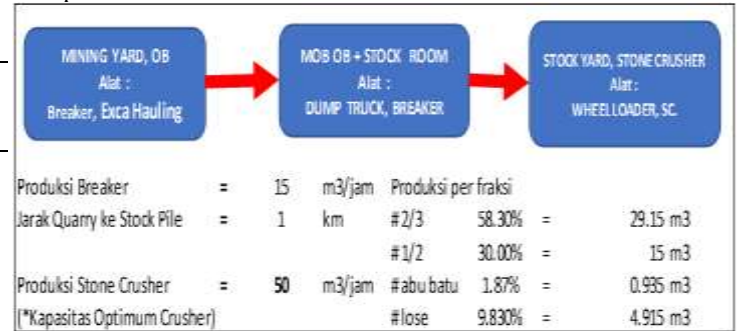 MINING YARD, OB
Alat :
Breaker, Exca Hauling
MOB OB + STOCK ROOM
Alat :
DUMP TRUCK, BREAKER
STOCK YARD, STONE CRUSHER
Alat :
WHEEL LOADER, SC.
Produksi Breaker = 15 m3/jam Produksi per fraksi
Jarak Quarry ke Stock Pile = 1 km #2/3 58.30% = 29.15 m3
#1/2 30.00% = 15 m3
Produksi Stone Crusher = 50 m3/jam #abu batu 1.87% = 0.935 m3
(*Kapasitas Optimum Crusher) #lose 9.830% = 4.915 m3